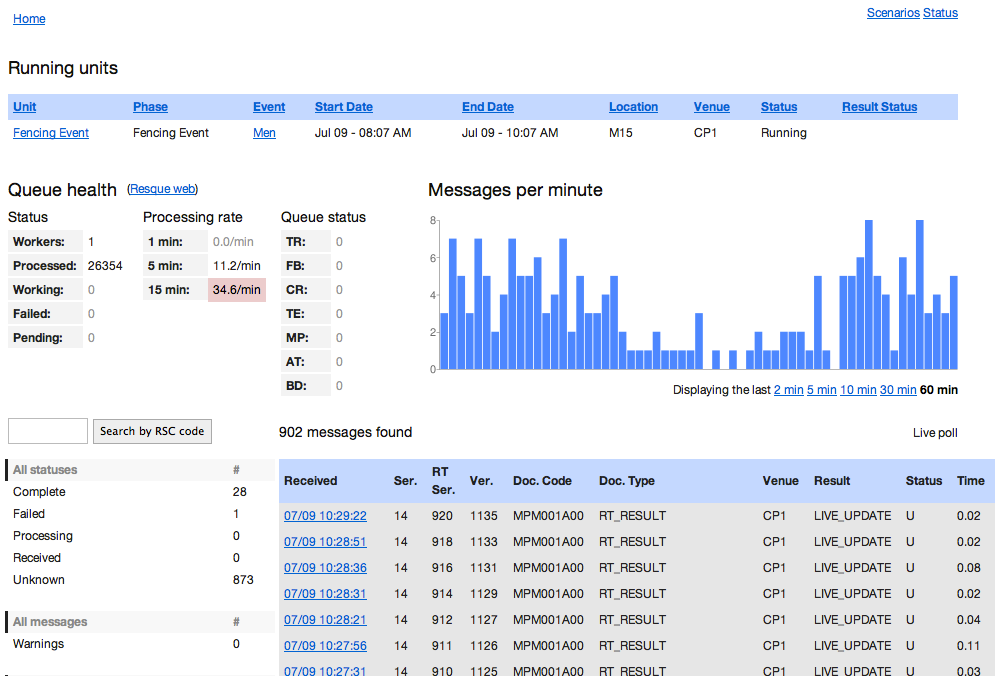 Home
Scenarios Status
Running units
Unit Phase Event Start Date End Date Location Venue Status Result Status
Fencing Event Fencing Event Men Jul 09 - 08:07 AM Jul 09 - 10:07 AM M15 CP1 Running
Queue health (Resque web)
Status
Workers: 1
Processed: 26354
Working: 0
Failed: 0
Pending: 0
Processing rate
1 min: 0.0/min
5 min: 11.2/min
15 min: 34.6/min
Queue status
TR: 0
FB: 0
CR: 0
TE: 0
MP: 0
AT: 0
BD: 0
Messages per minute
8
6
4
2
0
Displaying the last 2 min 5 min 10 min 30 min 60 min
Search by RSC code
902 messages found
Live poll
All statuses #
Complete 28
Failed 1
Processing 0
Received 0
Unknown 873
All messages #
Warnings 0
Received Ser. RT Ser. Ver. Doc. Code Doc. Type Venue Result Status Time
07/09 10:29:22 14 920 1135 MPM001A00 RT_RESULT CP1 LIVE_UPDATE U 0.02
07/09 10:28:51 14 918 1133 MPM001A00 RT_RESULT CP1 LIVE_UPDATE U 0.02
07/09 10:28:36 14 916 1131 MPM001A00 RT_RESULT CP1 LIVE_UPDATE U 0.08
07/09 10:28:31 14 914 1129 MPM001A00 RT_RESULT CP1 LIVE_UPDATE U 0.02
07/09 10:28:21 14 912 1127 MPM001A00 RT_RESULT CP1 LIVE_UPDATE U 0.04
07/09 10:27:56 14 911 1126 MPM001A00 RT_RESULT CP1 LIVE_UPDATE U 0.11
07/09 10:27:31 14 910 1125 MPM001A00 RT_RESULT CP1 LIVE_UPDATE U 0.03